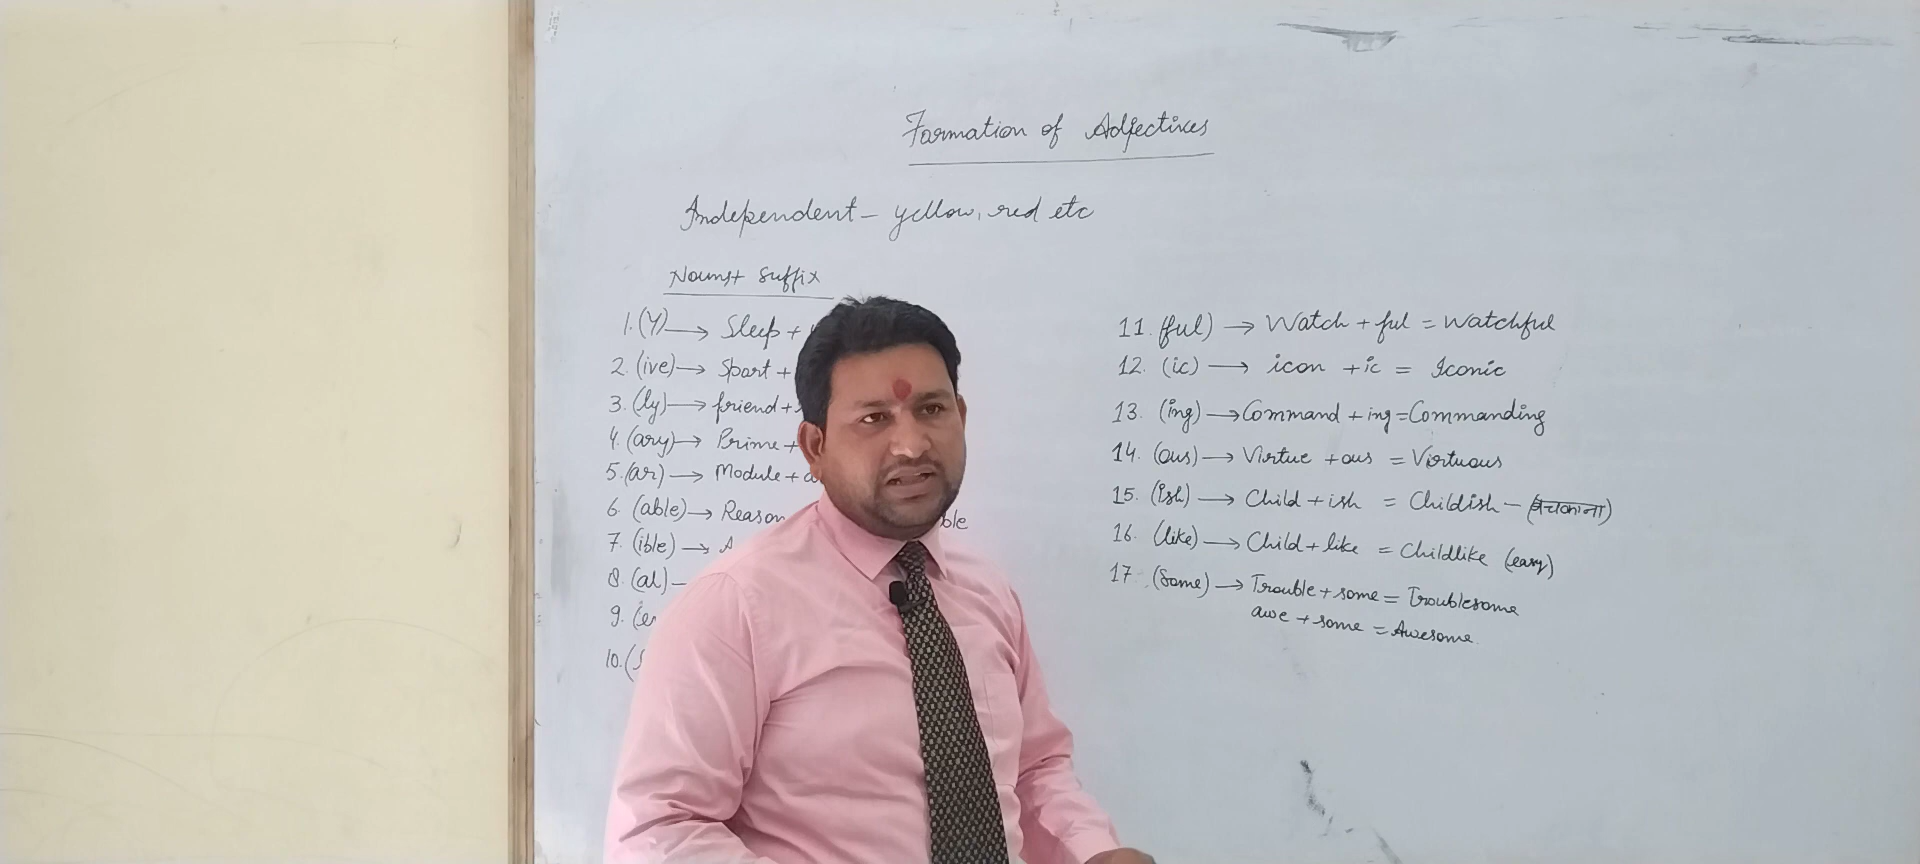 Formation of Adjectives
Independent - yellow, red etc
Nouns + Suffix
1. (Y) → Sleep +
2. (ive) → Sport +
3. (ly) → friend +
4. (ary) → Prime +
5. (ar) → Module + a
6. (able) → Reason ble
7. (ible) → A
8. (al) -
9. (en
10. (
11. (ful) → Watch + ful = Watchful
12. (ic) → icon + ic = Iconic
13. (ing) → Command + ing = Commanding
14. (ous) → Virtue + ous = Virtuous
15. (ish) → Child + ish = Childish - (बचकाना)
16. (like) → Child + like = Childlike (easy)
17. (Some) → Trouble + some = Troublesome
awe + some = Awesome